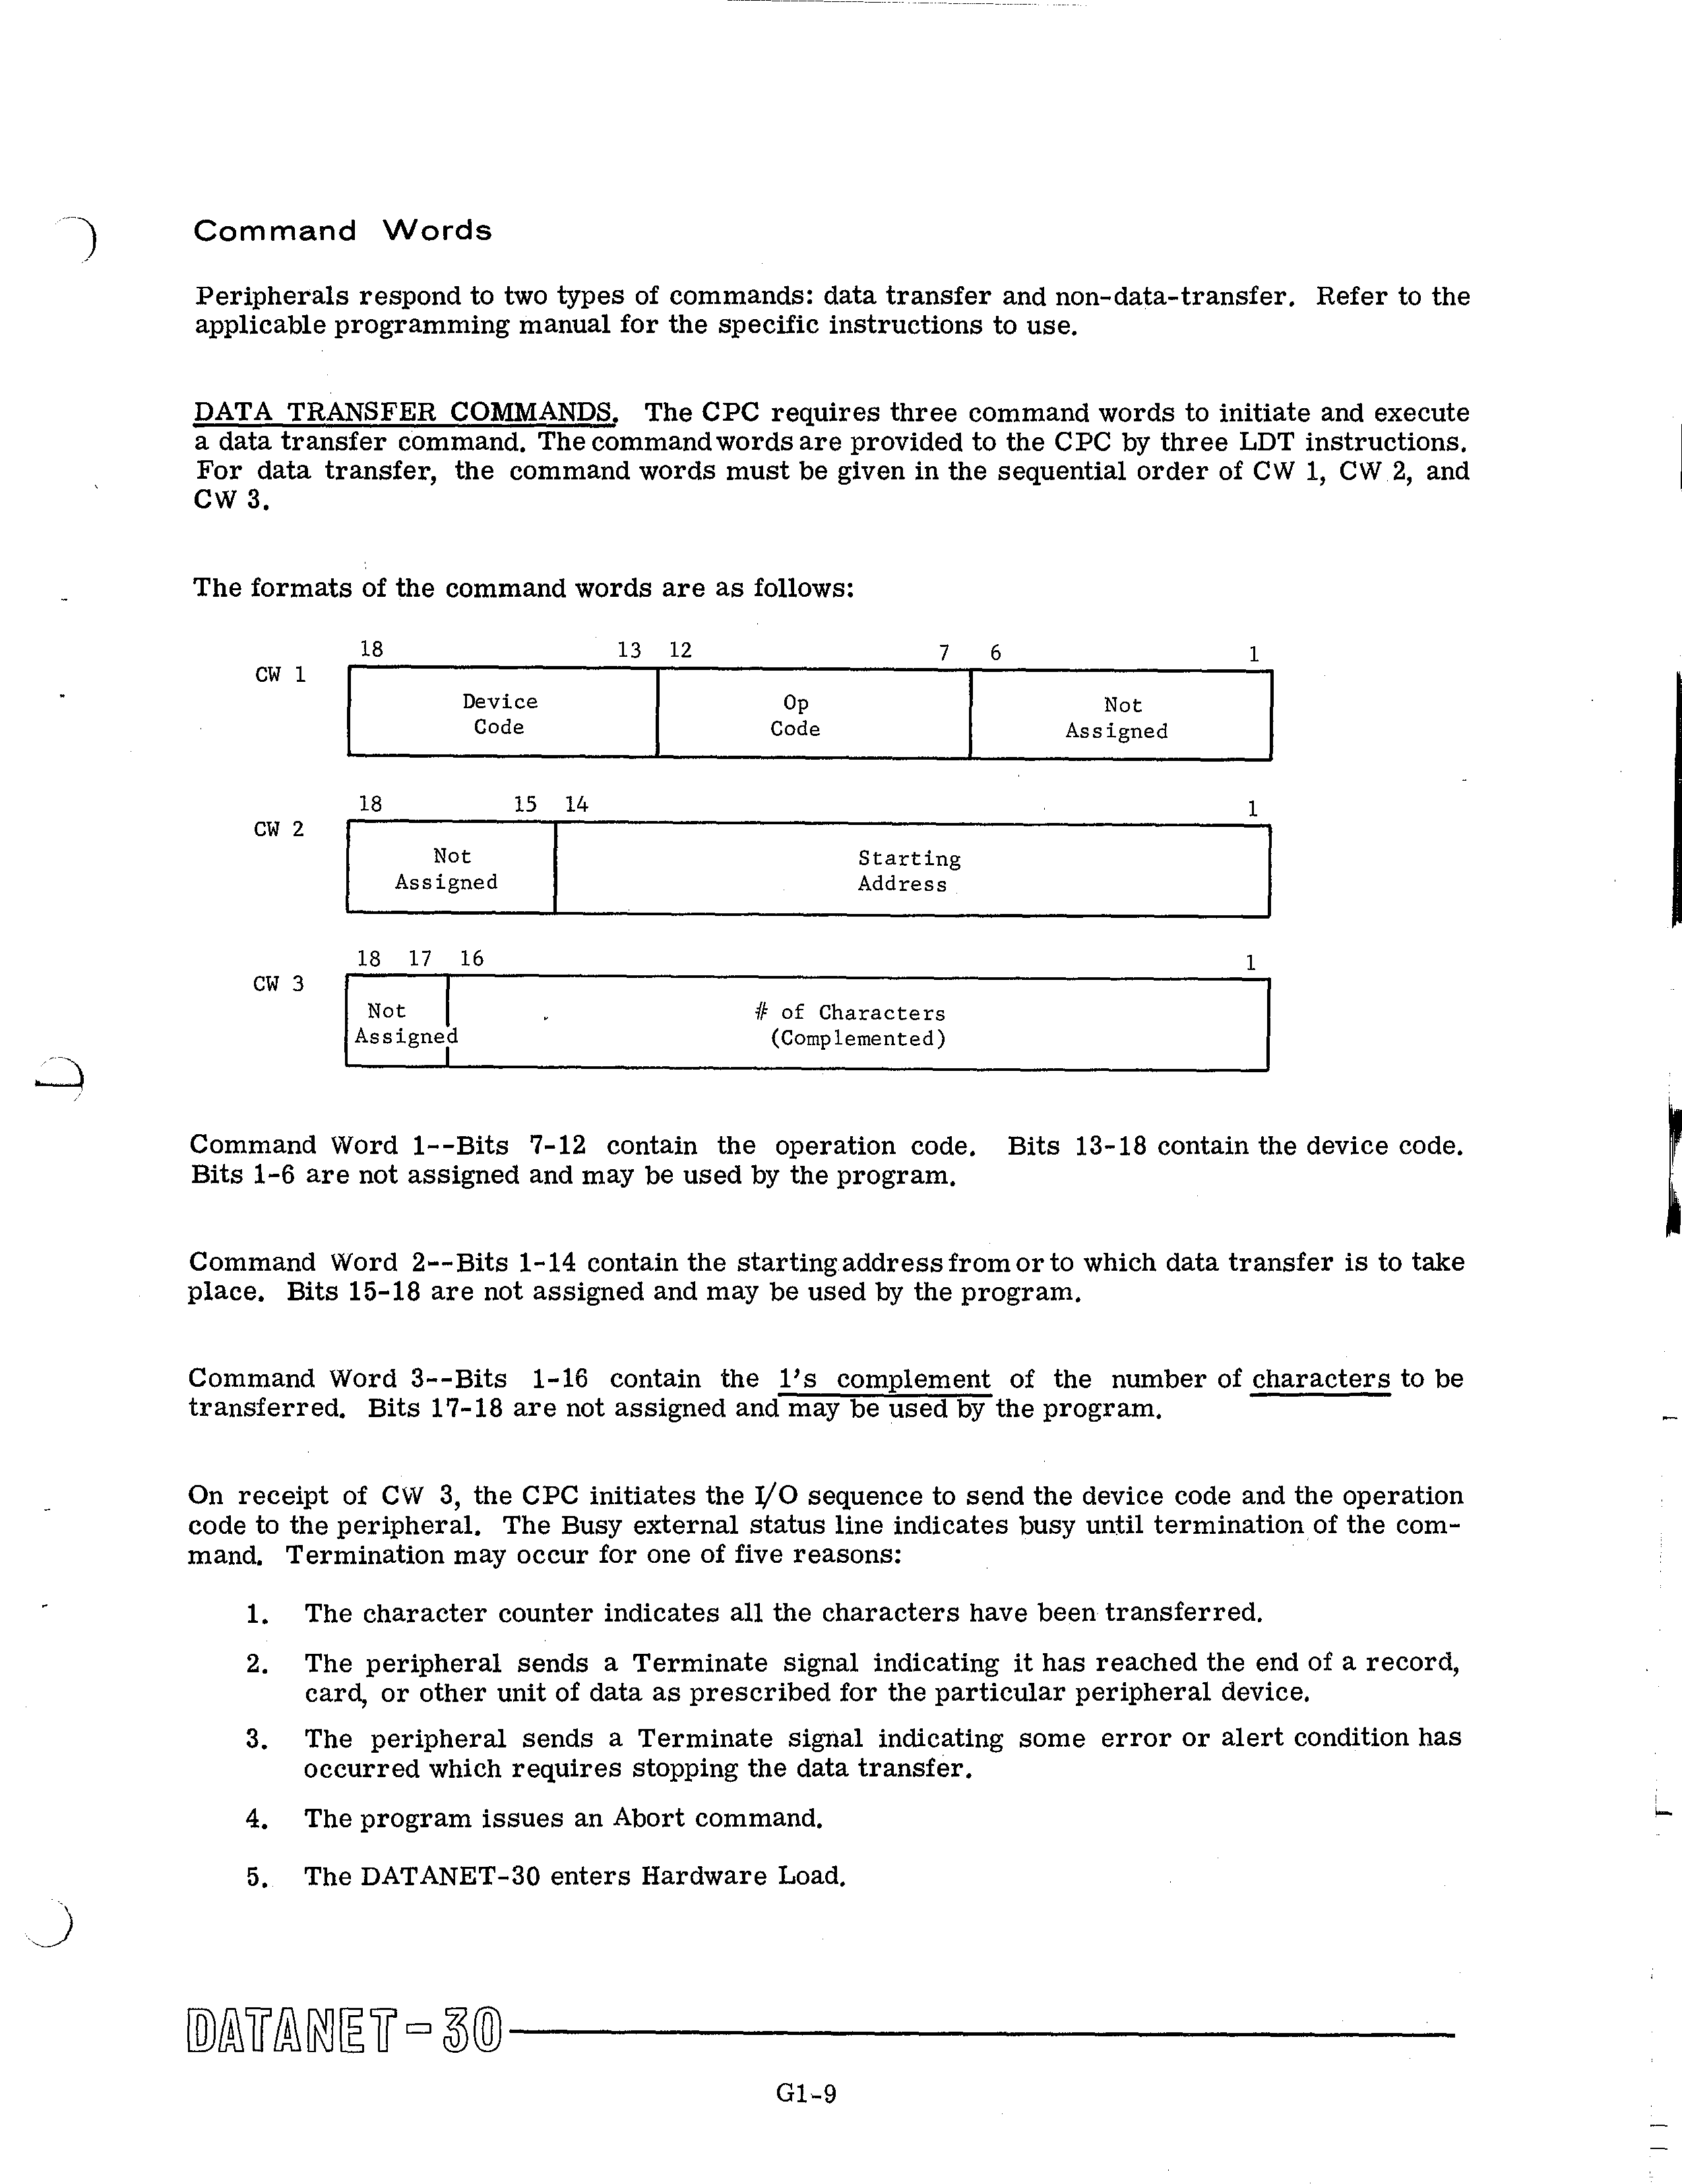 Command Words
Peripherals respond to two types of commands: data transfer and non-data-transfer. Refer to the
applicable programming manual for the specific instructions to use.
DATA TRANSFER COMMANDS. The CPC requires three command words to initiate and execute
a data transfer command. The command words are provided to the CPC by three LDT instructions.
For data transfer, the command words must be given in the sequential order of CW 1, CW 2, and
CW 3.
The formats of the command words are as follows:
18 13 12 7 6 1
CW 1
Device Op Not
Code Code Assigned
18 15 14 1
CW 2
Not Starting
Assigned Address
18 17 16 1
CW 3
Not # of Characters
Assigned (Complemented)
Command Word 1--Bits 7-12 contain the operation code. Bits 13-18 contain the device code.
Bits 1-6 are not assigned and may be used by the program.
Command Word 2--Bits 1-14 contain the starting address from or to which data transfer is to take
place. Bits 15-18 are not assigned and may be used by the program.
Command Word 3--Bits 1-16 contain the 1's complement of the number of characters to be
transferred. Bits 17-18 are not assigned and may be used by the program.
On receipt of CW 3, the CPC initiates the I/O sequence to send the device code and the operation
code to the peripheral. The Busy external status line indicates busy until termination of the com-
mand. Termination may occur for one of five reasons:
1. The character counter indicates all the characters have been transferred.
2. The peripheral sends a Terminate signal indicating it has reached the end of a record,
card, or other unit of data as prescribed for the particular peripheral device.
3. The peripheral sends a Terminate signal indicating some error or alert condition has
occurred which requires stopping the data transfer.
4. The program issues an Abort command.
5. The DATANET-30 enters Hardware Load.
DATANET-30
G1-9